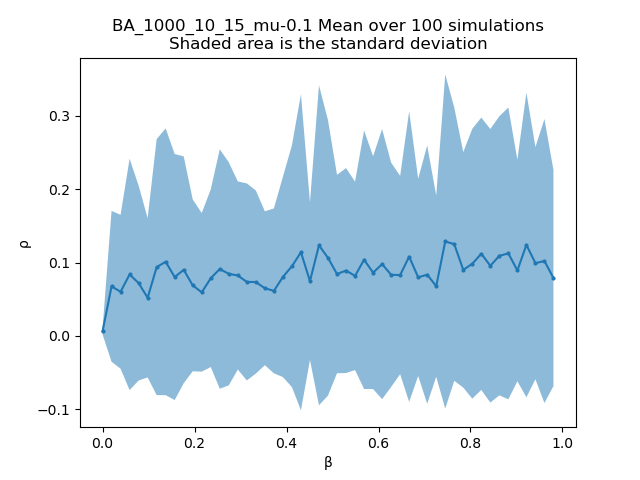 BA_1000_10_15_mu-0.1 Mean over 100 simulations
Shaded area is the standard deviation
0.3
0.2
0.1
0.0
−0.1
ρ
0.0 0.2 0.4 0.6 0.8 1.0
β